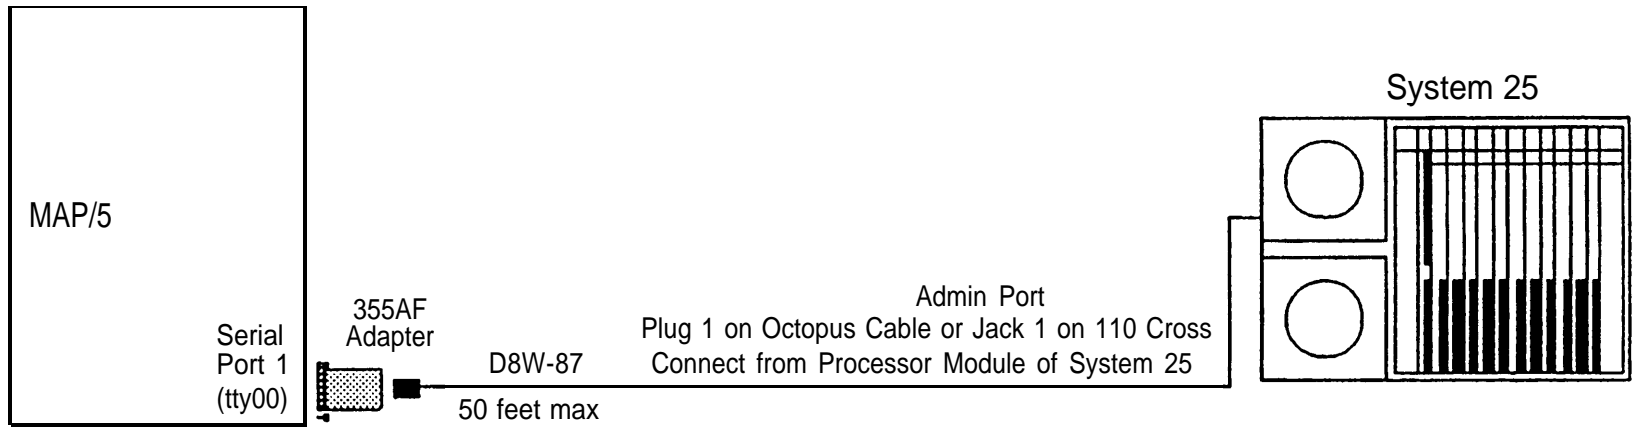 System 25
MAP/5
Serial
Port 1
(tty00)
355AF
Adapter
D8W-87
50 feet max
Admin Port
Plug 1 on Octopus Cable or Jack 1 on 110 Cross
Connect from Processor Module of System 25